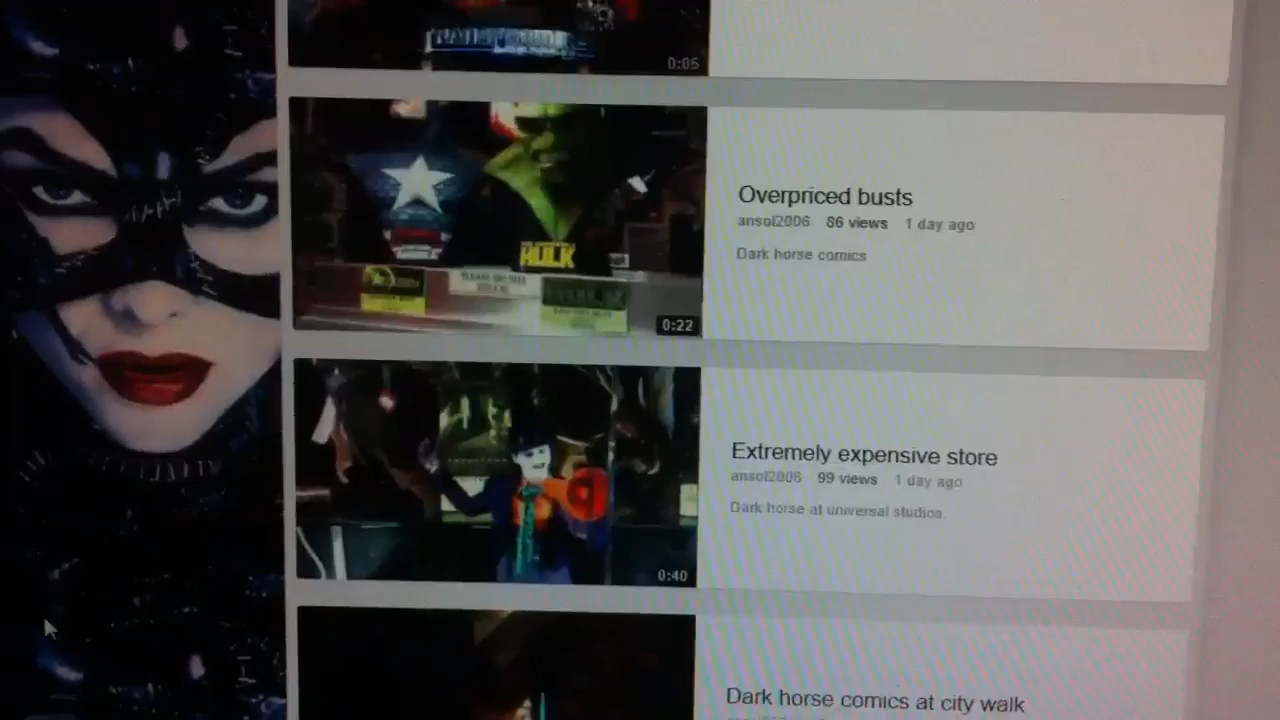 0:05
Overpriced busts
ansol2006 86 views 1 day ago
Dark horse comics
HULK
0:22
Extremely expensive store
ansol2006 99 views 1 day ago
Dark horse at universal studios.
0:40
Dark horse comics at city walk